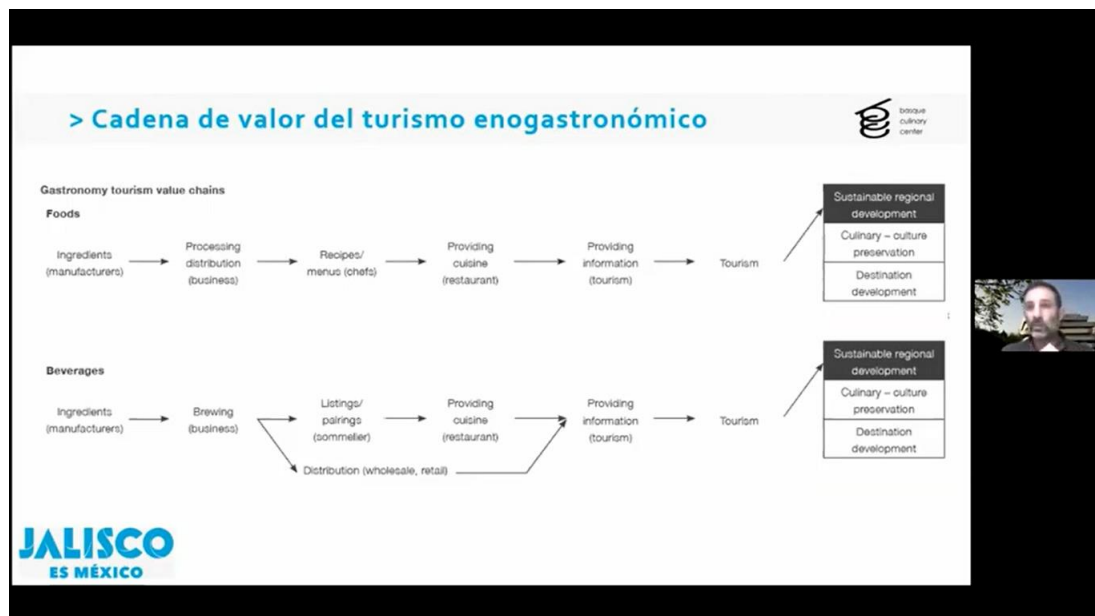 > Cadena de valor del turismo enogastronómico
basque
culinary
center
Gastronomy tourism value chains
Foods
Ingredients
(manufacturers)
Processing
distribution
(business)
Recipes/
menus (chefs)
Providing
cuisine
(restaurant)
Providing
information
(tourism)
Tourism
Sustainable regional
development
Culinary – culture
preservation
Destination
development
Beverages
Ingredients
(manufacturers)
Brewing
(business)
Listings/
pairings
(sommelier)
Providing
cuisine
(restaurant)
Providing
information
(tourism)
Tourism
Distribution (wholesale, retail)
Sustainable regional
development
Culinary – culture
preservation
Destination
development
JALISCO
ES MÉXICO